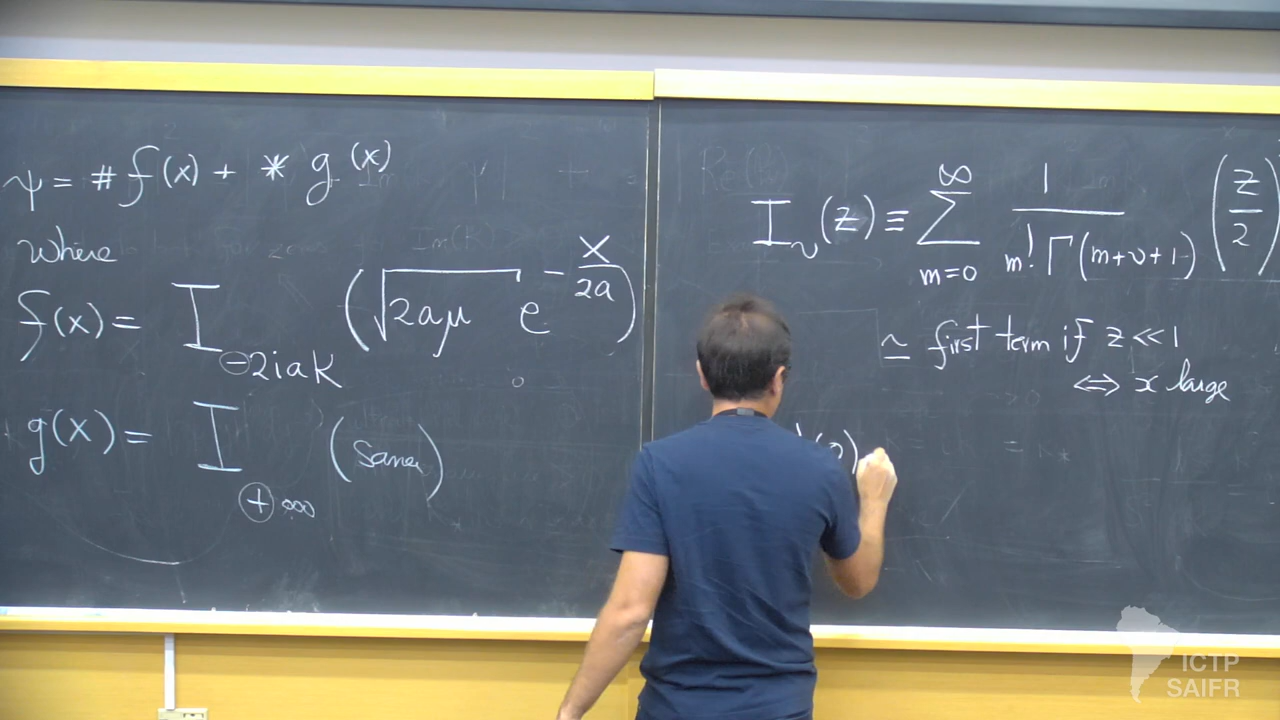 ψ = # f(x) + * g(x)
where
f(x) = I_{⊖2iaK} (√(2aμ) e^{-x/2a})
g(x) = I_{⊕ ...} (same)
I_ν(z) ≡ ∑_{m=0}^{∞} 1/(m! Γ(m+ν+1)) (z/2)
≃ first term if z << 1
⟺ x large
(0)
ICTP
SAIFR